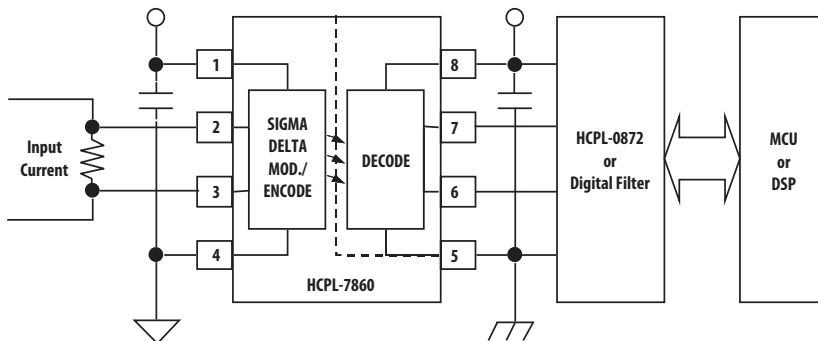 1
2
3
4
Input
Current
SIGMA
DELTA
MOD./
ENCODE
DECODE
HCPL-7860
8
7
6
5
HCPL-0872
or
Digital Filter
MCU
or
DSP